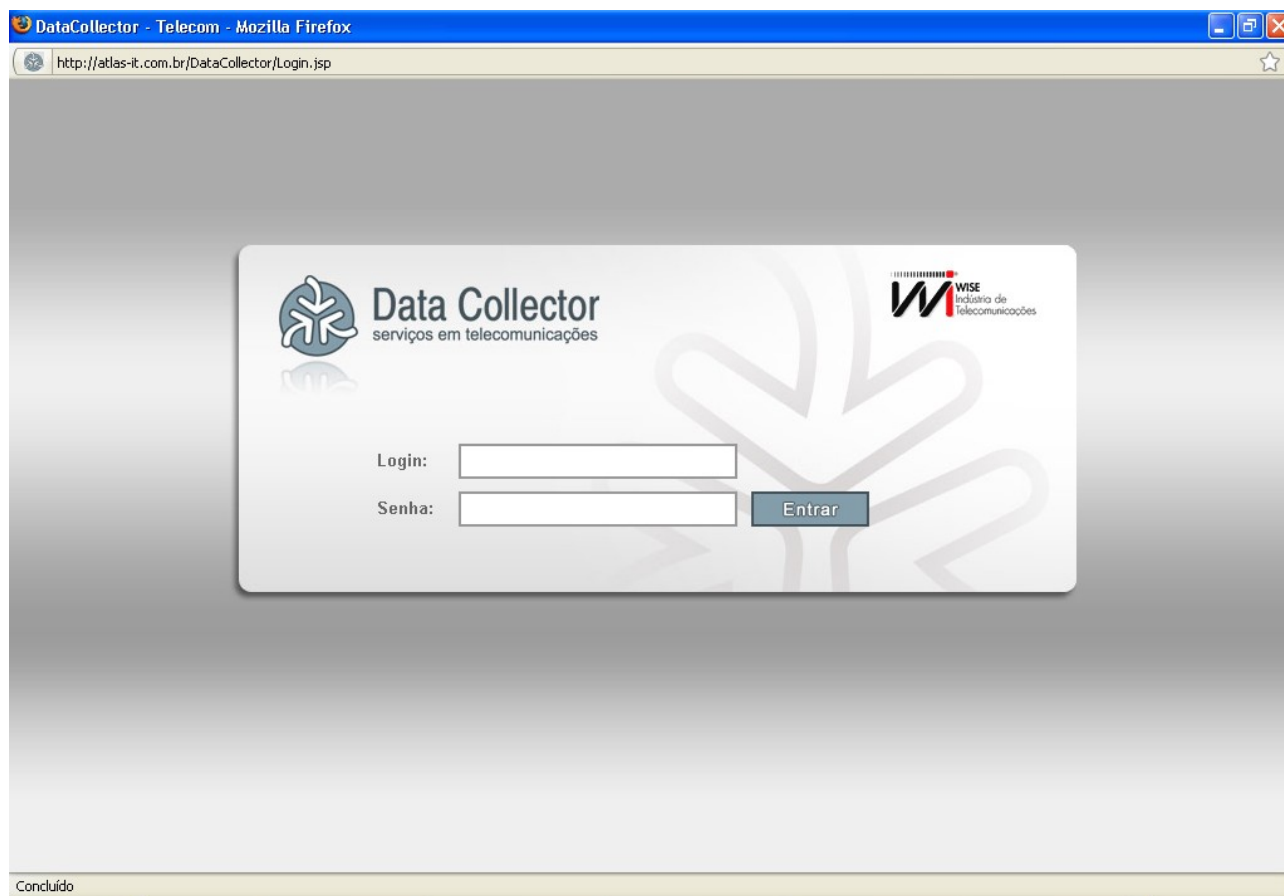 DataCollector - Telecom - Mozilla Firefox
http://atlas-it.com.br/DataCollector/Login.jsp
Data Collector
serviços em telecomunicações
WISE
Indústria de
Telecomunicações
Login:
Senha:
Entrar
Concluído